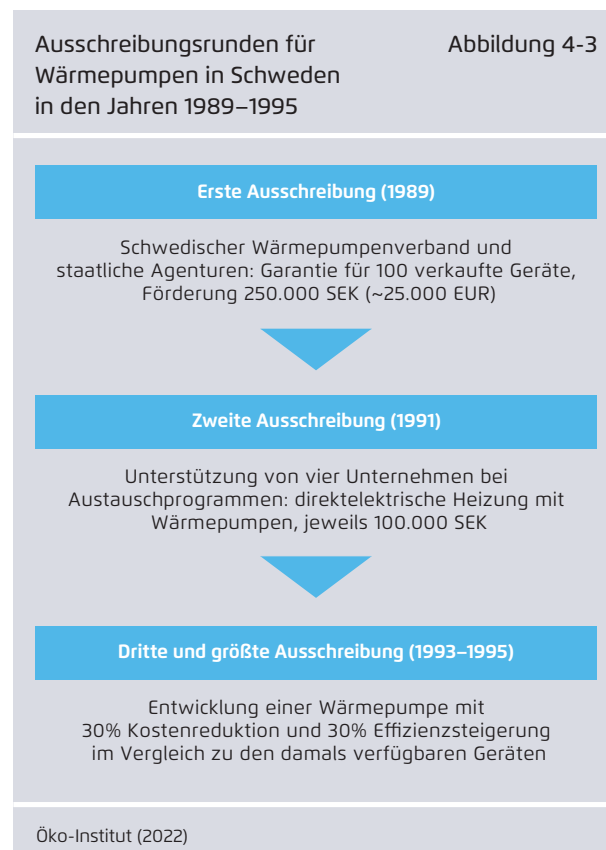 Ausschreibungsrunden für
Wärmepumpen in Schweden
in den Jahren 1989–1995
Abbildung 4-3
Erste Ausschreibung (1989)
Schwedischer Wärmepumpenverband und
staatliche Agenturen: Garantie für 100 verkaufte Geräte,
Förderung 250.000 SEK (~25.000 EUR)
Zweite Ausschreibung (1991)
Unterstützung von vier Unternehmen bei
Austauschprogrammen: direktelektrische Heizung mit
Wärmepumpen, jeweils 100.000 SEK
Dritte und größte Ausschreibung (1993–1995)
Entwicklung einer Wärmepumpe mit
30% Kostenreduktion und 30% Effizienzsteigerung
im Vergleich zu den damals verfügbaren Geräten
Öko-Institut (2022)